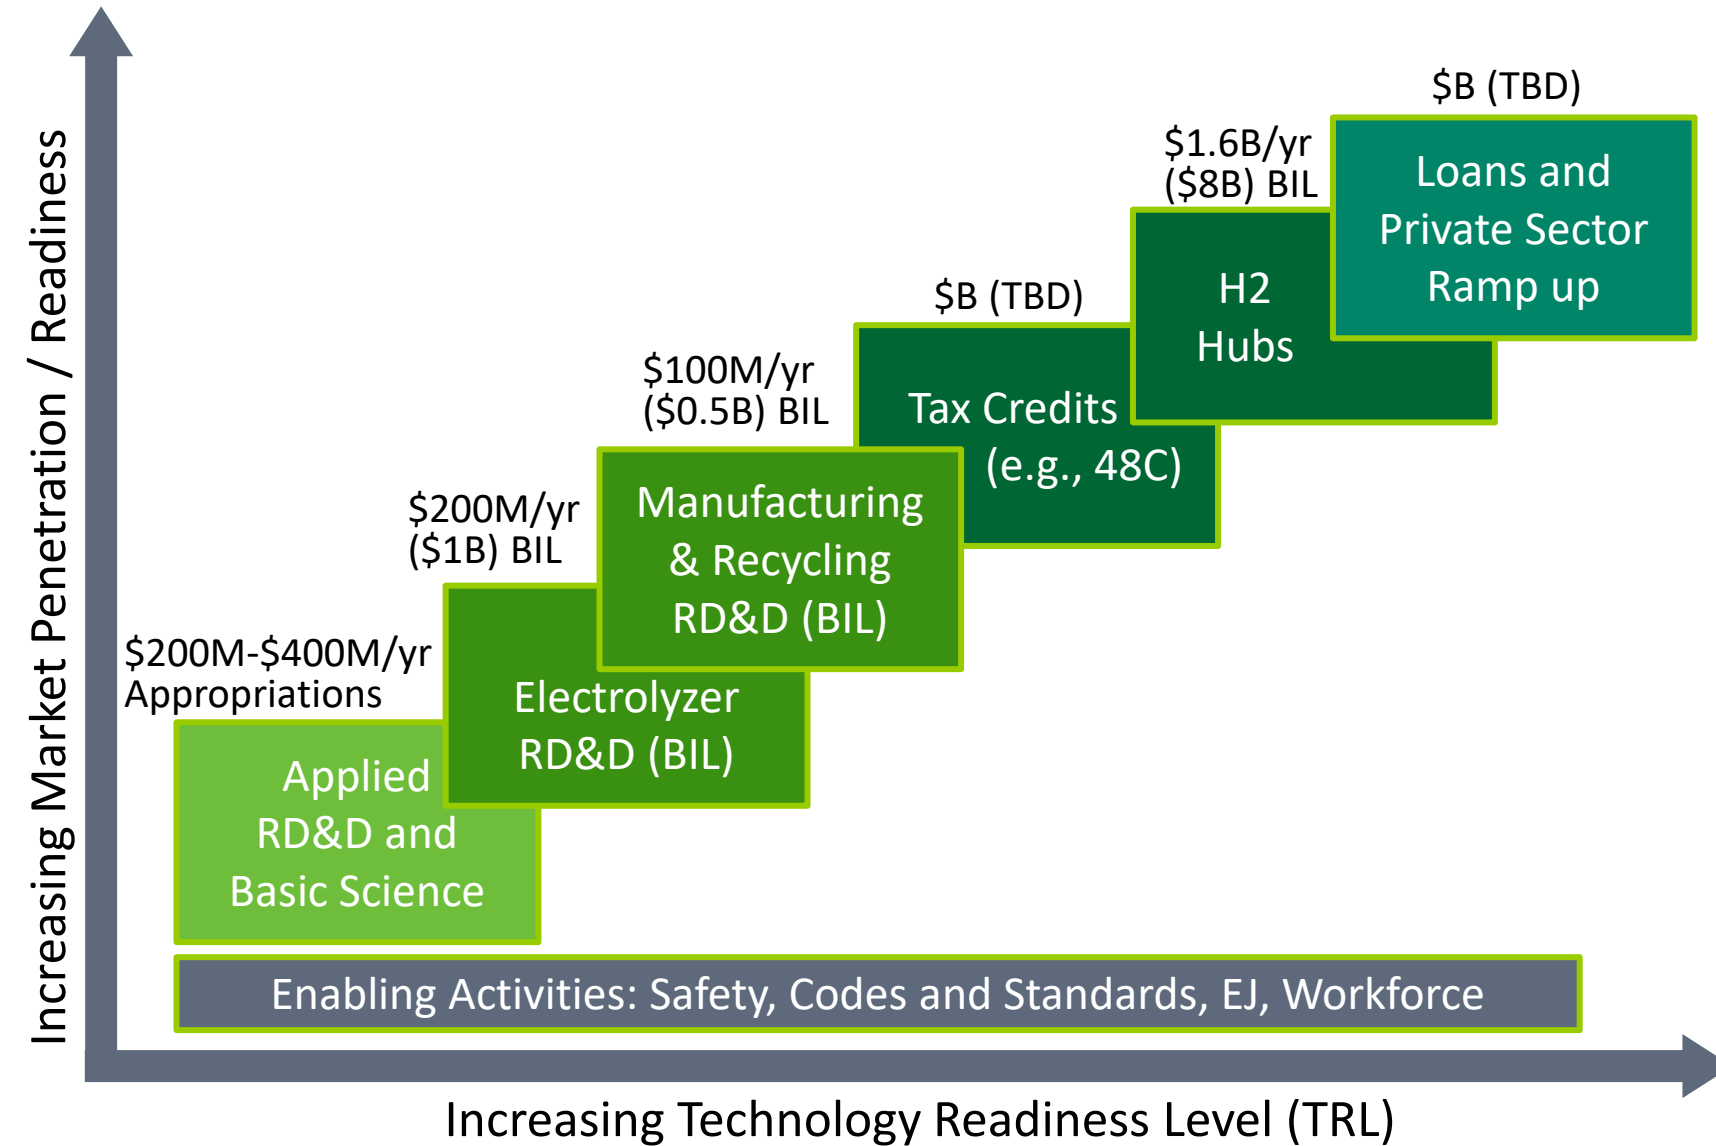 Increasing Market Penetration / Readiness
$200M-$400M/yr
Appropriations
Applied
RD&D and
Basic Science
$200M/yr
($1B) BIL
Electrolyzer
RD&D (BIL)
$100M/yr
($0.5B) BIL
Manufacturing
& Recycling
RD&D (BIL)
$B (TBD)
Tax Credits
(e.g., 48C)
$1.6B/yr
($8B) BIL
H2
Hubs
$B (TBD)
Loans and
Private Sector
Ramp up
Enabling Activities: Safety, Codes and Standards, EJ, Workforce
Increasing Technology Readiness Level (TRL)